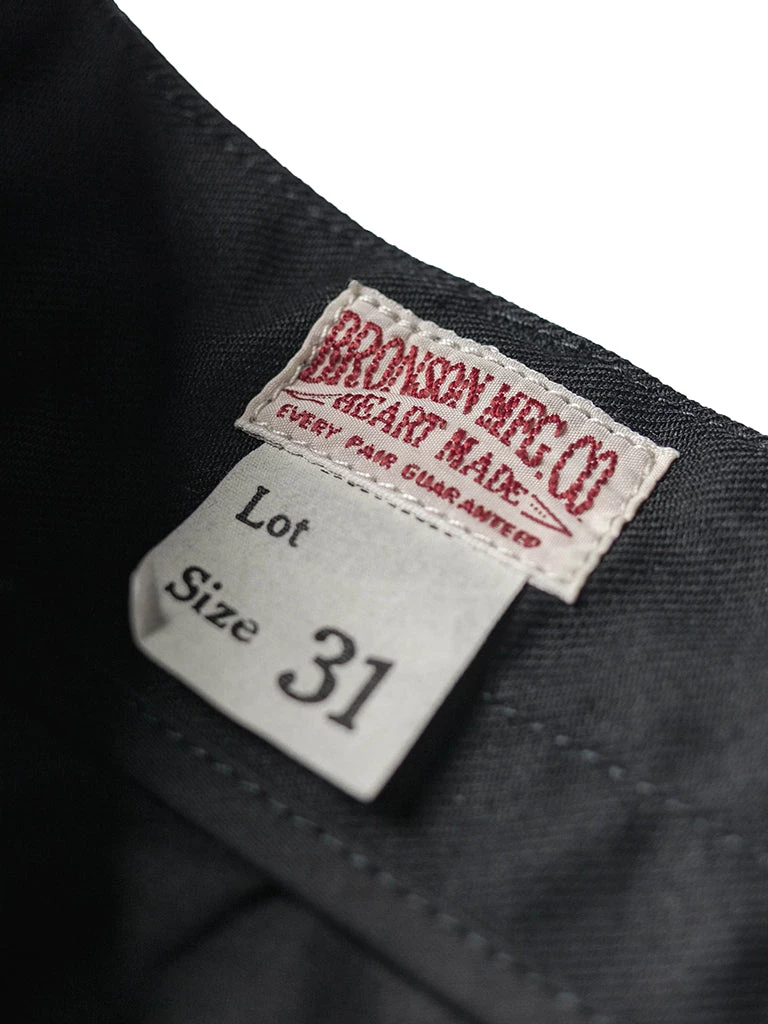 BRONSON MFG. CO
HEART MADE
EVERY PAIR GUARANTEED
Lot
Size 31